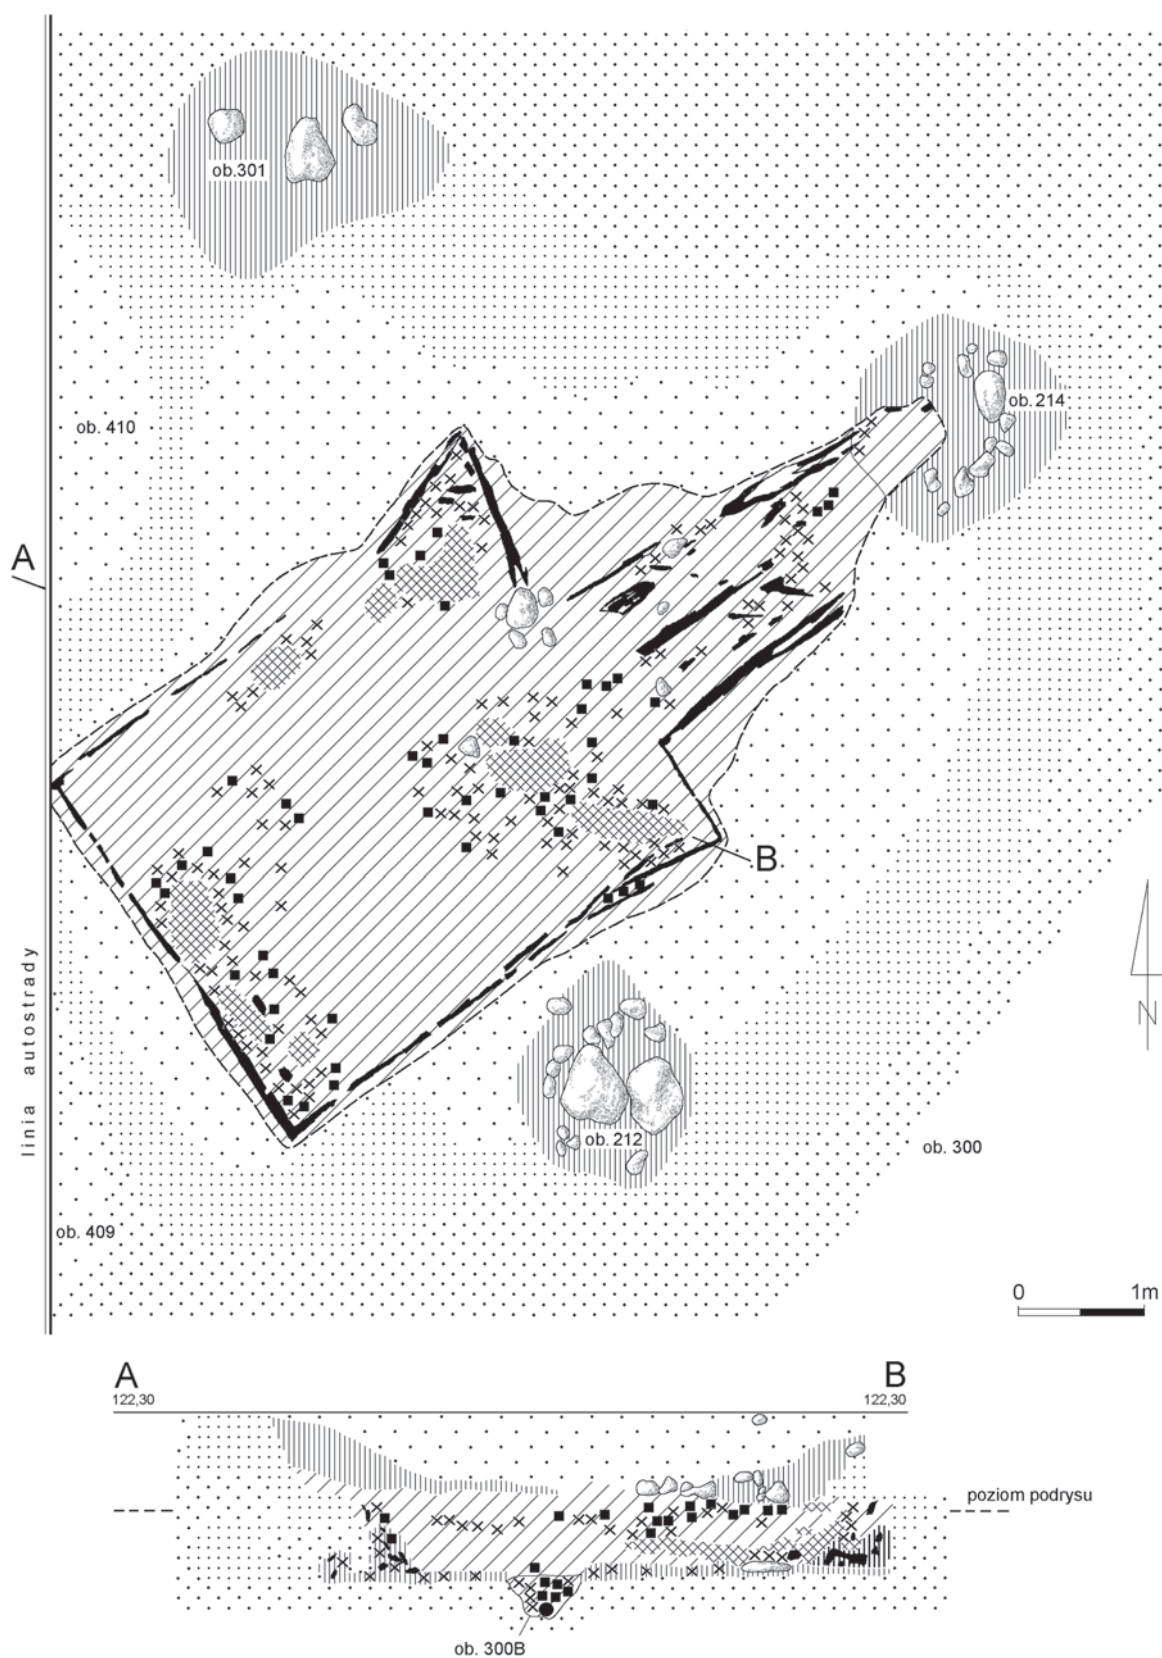 ob.301
ob. 214
ob. 410
A
B
linia autostrady
N
ob. 212
ob. 300
ob. 409
0 1m
A B
122,30 122,30
poziom podrysu
ob. 300B